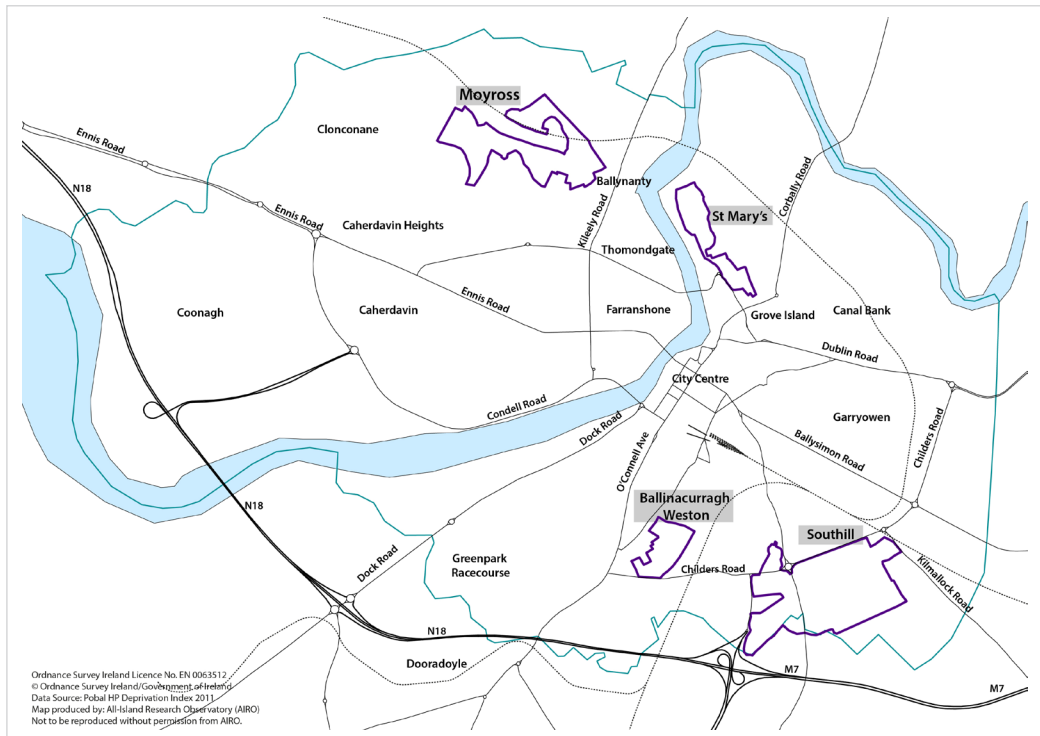 Moyross
Clonconane
Ennis Road
N18
Ballynanty
Corbally Road
St Mary's
Ennis Road
Caherdavin Heights
Kileely Road
Thomondgate
Ennis Road
Coonagh
Caherdavin
Farranshone
Grove Island
Canal Bank
Dublin Road
City Centre
Condell Road
Dock Road
Garryowen
O'Connell Ave
Ballysimon Road
Childers Road
N18
Ballinacurragh
Weston
Southill
Dock Road
Greenpark
Racecourse
Childers Road
Kilmallock Road
N18
Dooradoyle
M7
M7
Ordnance Survey Ireland Licence No. EN 0063512
© Ordnance Survey Ireland/Government of Ireland
Data Source: Pobal HP Deprivation Index 2011
Map produced by: All-Island Research Observatory (AIRO)
Not to be reproduced without permission from AIRO.